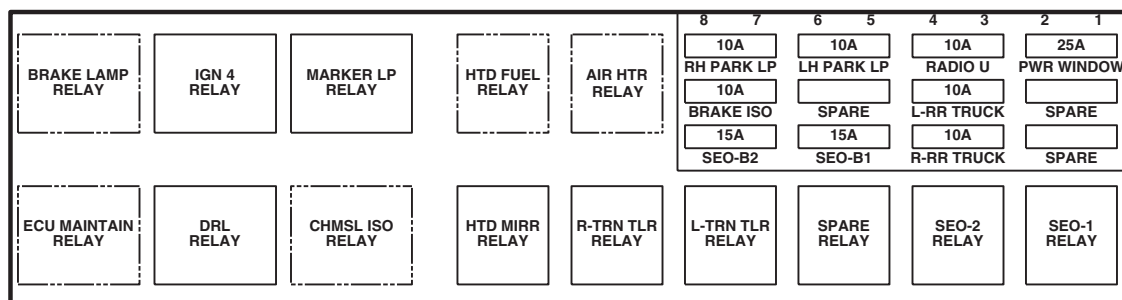 8 7 6 5 4 3 2 1
10A 10A 10A 25A
RH PARK LP LH PARK LP RADIO U PWR WINDOW
10A 10A
BRAKE ISO SPARE L-RR TRUCK SPARE
15A 15A 10A
SEO-B2 SEO-B1 R-RR TRUCK SPARE
BRAKE LAMP
RELAY
IGN 4
RELAY
MARKER LP
RELAY
HTD FUEL
RELAY
AIR HTR
RELAY
ECU MAINTAIN
RELAY
DRL
RELAY
CHMSL ISO
RELAY
HTD MIRR
RELAY
R-TRN TLR
RELAY
L-TRN TLR
RELAY
SPARE
RELAY
SEO-2
RELAY
SEO-1
RELAY